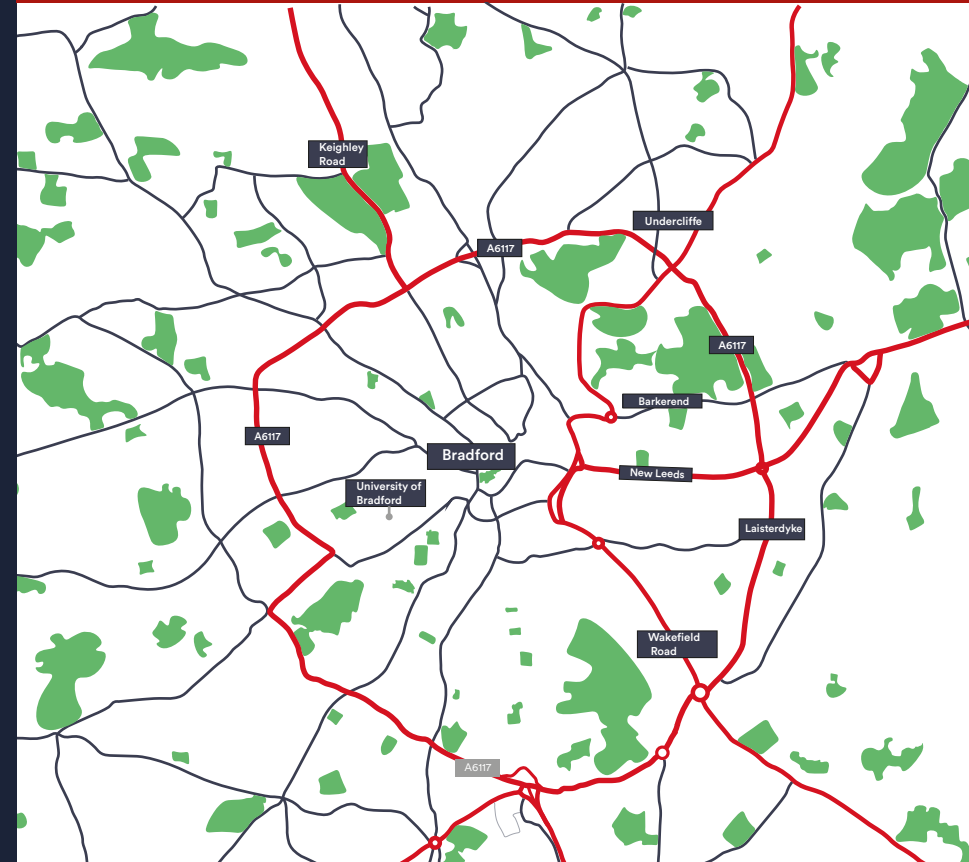 Keighley
Road
Undercliffe
A6117
A6117
Barkerend
A6117
Bradford
New Leeds
University of
Bradford
Laisterdyke
Wakefield
Road
A6117